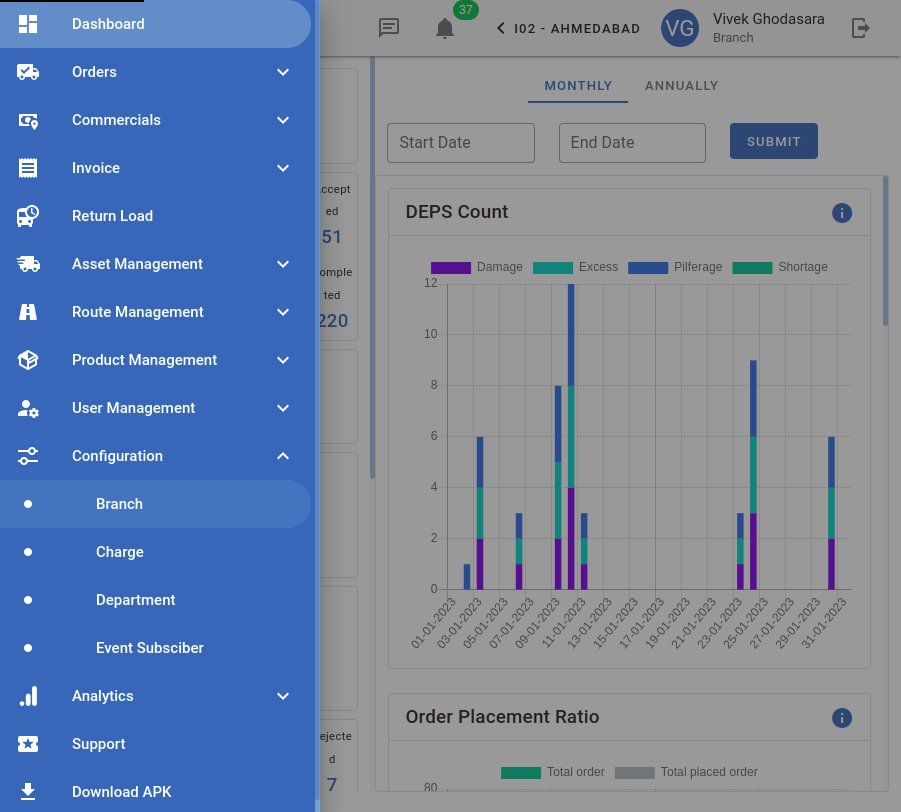 Dashboard
Orders
Commercials
Invoice
Return Load
Asset Management
Route Management
Product Management
User Management
Configuration
Branch
Charge
Department
Event Subsciber
Analytics
Support
Download APK
37
I02 - AHMEDABAD
VG
Vivek Ghodasara
Branch
ccept
ed
51
omple
ted
220
ejecte
d
7
MONTHLY
ANNUALLY
Start Date
End Date
SUBMIT
DEPS Count
Damage
Excess
Pilferage
Shortage
12
10
8
6
4
2
0
01-01-2023
03-01-2023
05-01-2023
07-01-2023
09-01-2023
11-01-2023
13-01-2023
15-01-2023
17-01-2023
19-01-2023
21-01-2023
23-01-2023
25-01-2023
27-01-2023
29-01-2023
31-01-2023
Order Placement Ratio
Total order
Total placed order
80